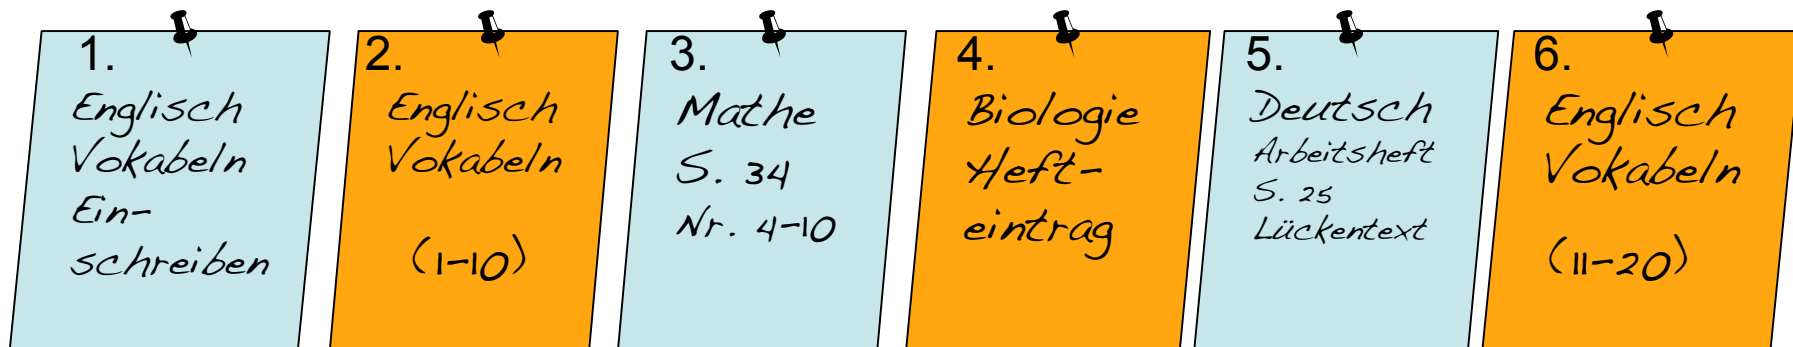 1.
Englisch
Vokabeln
Ein-
schreiben
2.
Englisch
Vokabeln
(1-10)
3.
Mathe
S. 34
Nr. 4-10
4.
Biologie
Heft-
eintrag
5.
Deutsch
Arbeitsheft
S. 25
Lückentext
6.
Englisch
Vokabeln
(11-20)